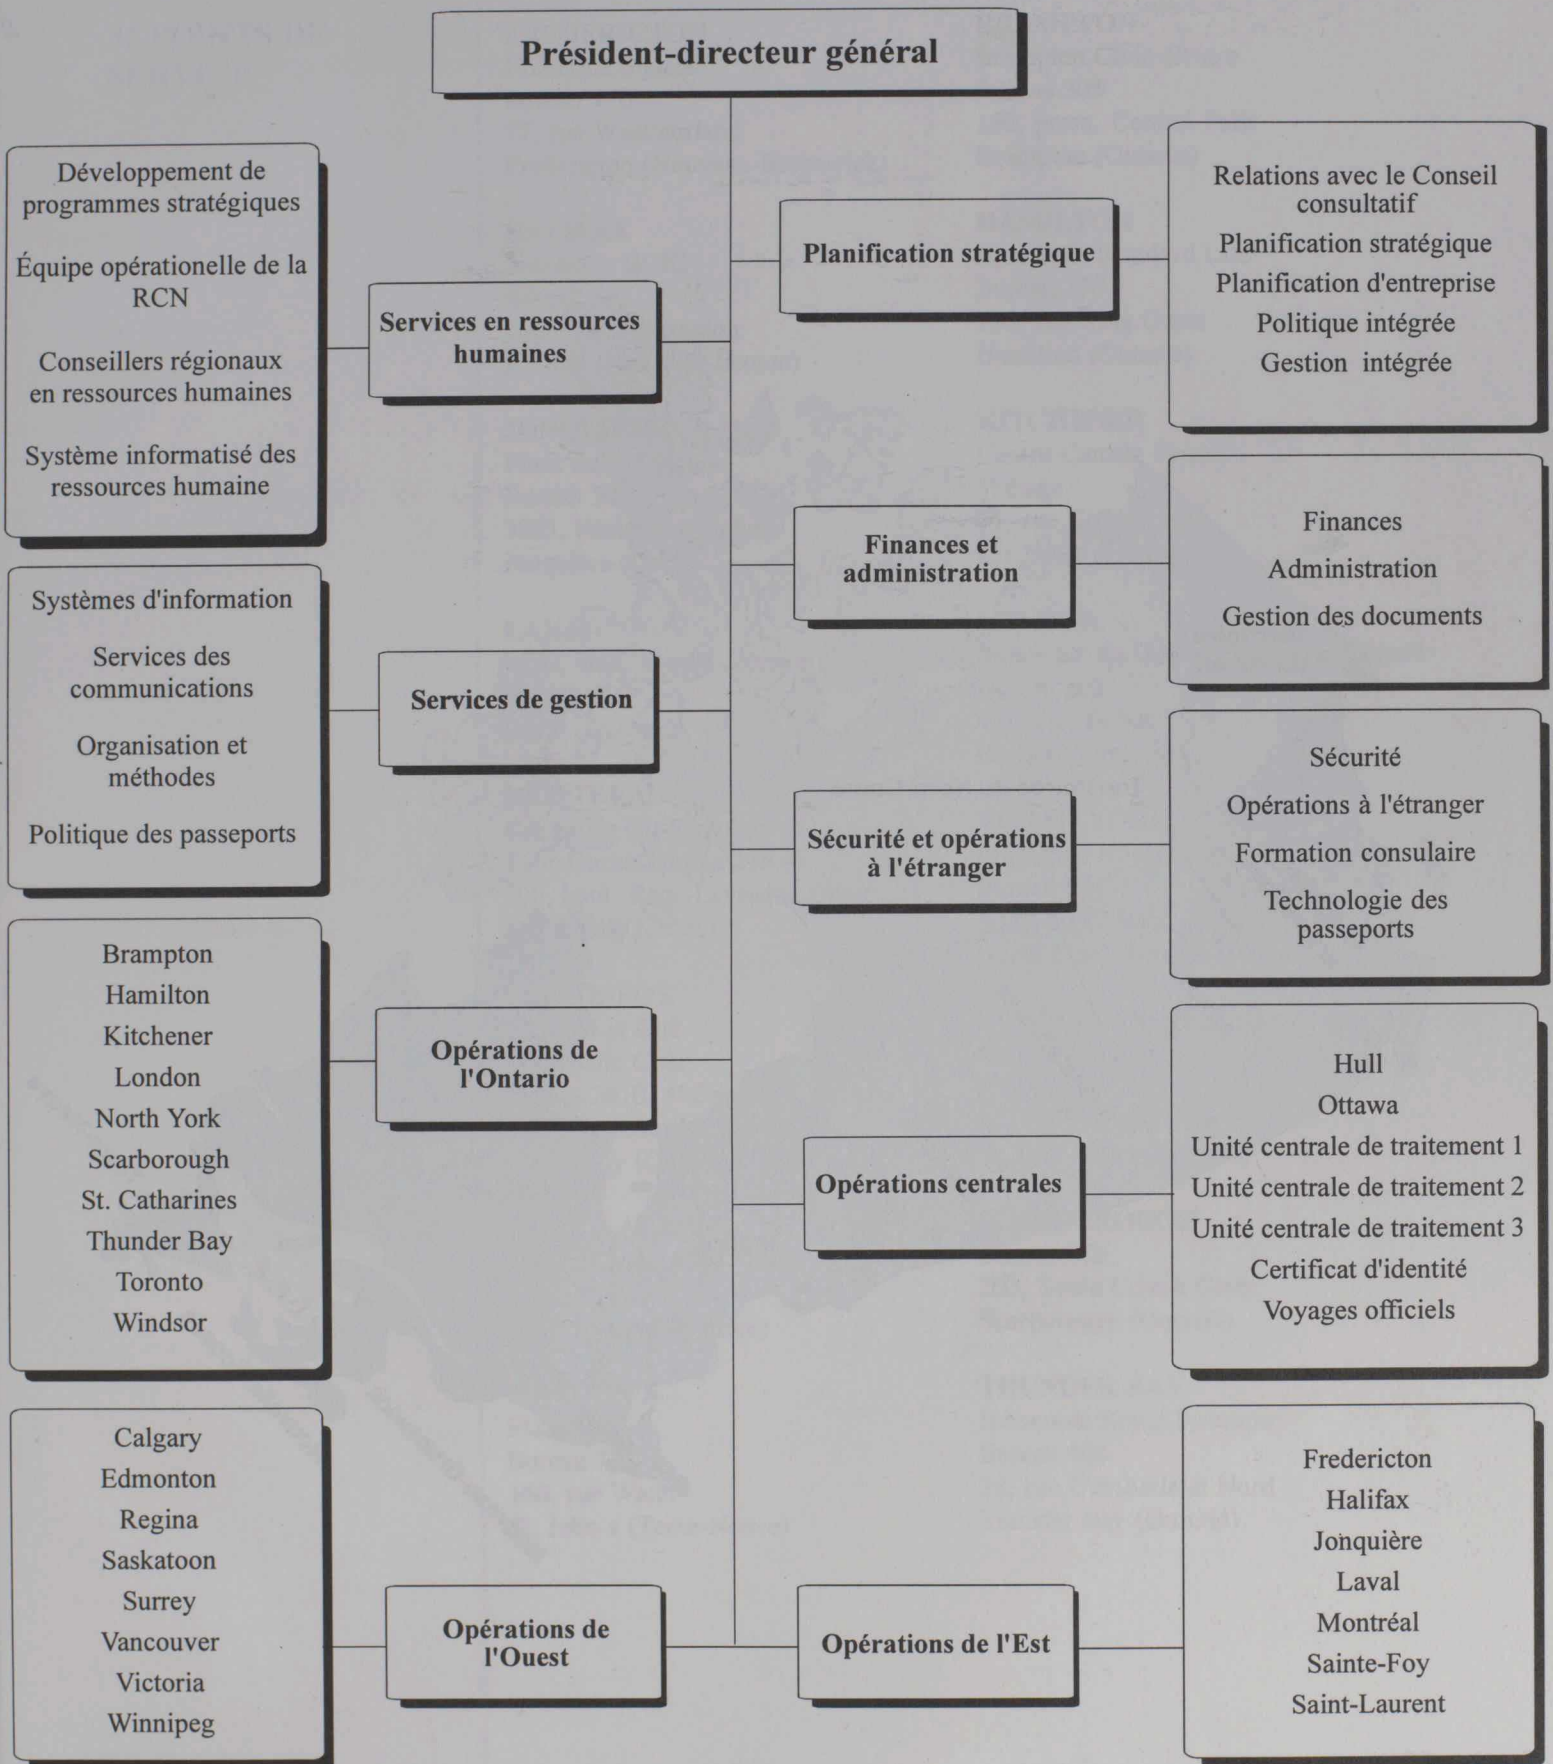 Président-directeur général
Développement de
programmes stratégiques
Équipe opérationelle de la
RCN
Conseillers régionaux
en ressources humaines
Système informatisé des
ressources humaine
Services en ressources
humaines
Planification stratégique
Relations avec le Conseil
consultatif
Planification stratégique
Planification d'entreprise
Politique intégrée
Gestion intégrée
Finances et
administration
Finances
Administration
Gestion des documents
Systèmes d'information
Services des
communications
Organisation et
méthodes
Politique des passeports
Services de gestion
Sécurité et opérations
à l'étranger
Sécurité
Opérations à l'étranger
Formation consulaire
Technologie des
passeports
Brampton
Hamilton
Kitchener
London
North York
Scarborough
St. Catharines
Thunder Bay
Toronto
Windsor
Opérations de
l'Ontario
Opérations centrales
Hull
Ottawa
Unité centrale de traitement 1
Unité centrale de traitement 2
Unité centrale de traitement 3
Certificat d'identité
Voyages officiels
Calgary
Edmonton
Regina
Saskatoon
Surrey
Vancouver
Victoria
Winnipeg
Opérations de
l'Ouest
Opérations de l'Est
Fredericton
Halifax
Jonquière
Laval
Montréal
Sainte-Foy
Saint-Laurent